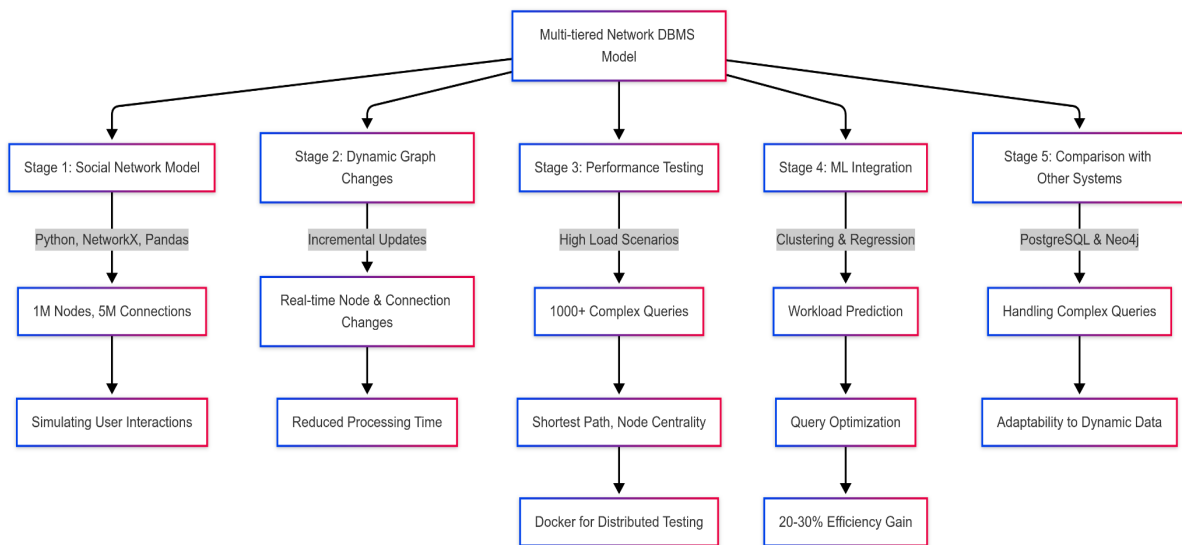 Multi-tiered Network DBMS
Model
Stage 1: Social Network Model
Stage 2: Dynamic Graph
Changes
Stage 3: Performance Testing
Stage 4: ML Integration
Stage 5: Comparison with
Other Systems
Python, NetworkX, Pandas
Incremental Updates
High Load Scenarios
Clustering & Regression
PostgreSQL & Neo4j
1M Nodes, 5M Connections
Real-time Node & Connection
Changes
1000+ Complex Queries
Workload Prediction
Handling Complex Queries
Simulating User Interactions
Reduced Processing Time
Shortest Path, Node Centrality
Query Optimization
Adaptability to Dynamic Data
Docker for Distributed Testing
20-30% Efficiency Gain